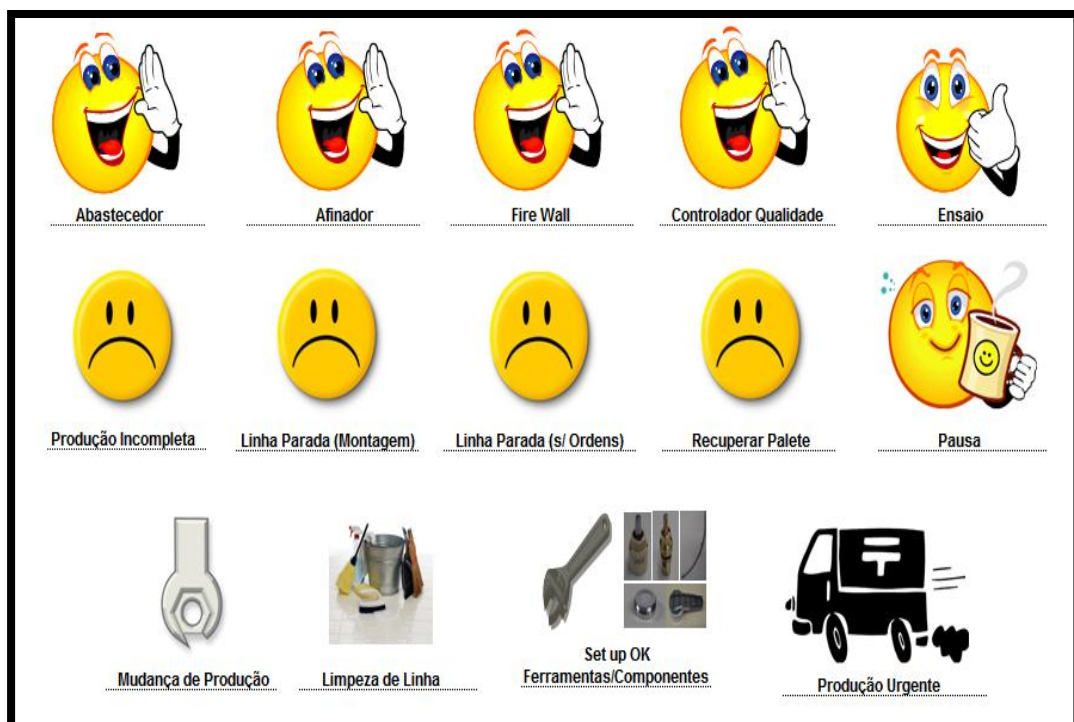 Abastecedor
Afinador
Fire Wall
Controlador Qualidade
Ensaio
Produção Incompleta
Linha Parada (Montagem)
Linha Parada (s/ Ordens)
Recuperar Palete
Pausa
Mudança de Produção
Limpeza de Linha
Set up OK
Ferramentas/Componentes
Produção Urgente